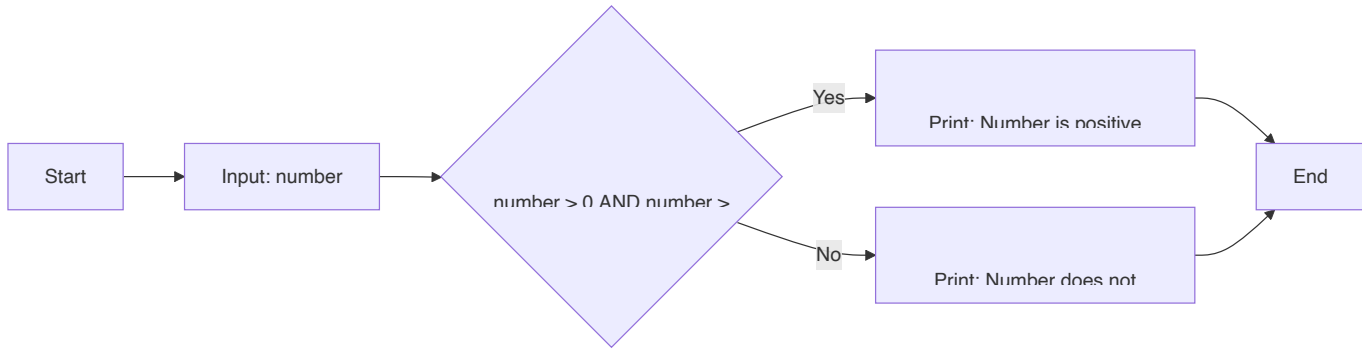 Start
Input: number
number > 0 AND number >
Yes
Print: Number is positive
No
Print: Number does not
End